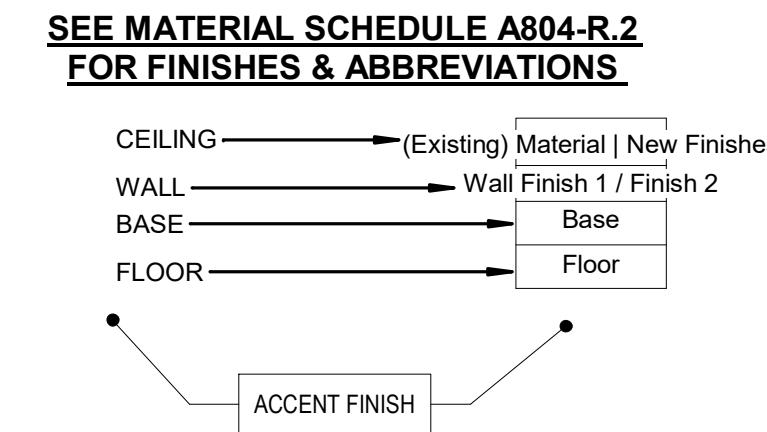 SEE MATERIAL SCHEDULE A804-R.2
FOR FINISHES & ABBREVIATIONS
CEILING (Existing) Material | New Finishe
WALL Wall Finish 1 / Finish 2
BASE Base
FLOOR Floor
ACCENT FINISH